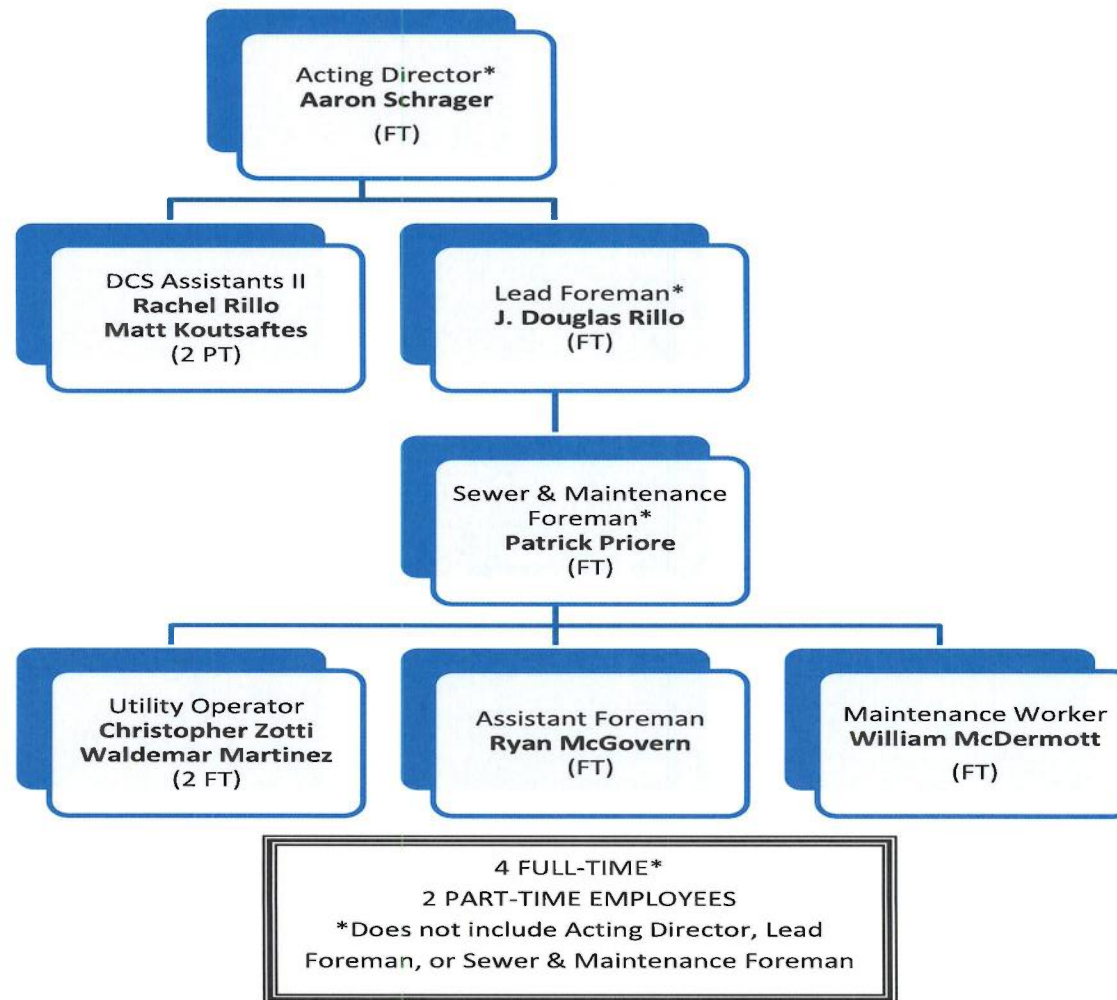 Acting Director*
Aaron Schrager
(FT)
DCS Assistants II
Rachel Rillo
Matt Koutsaftes
(2 PT)
Lead Foreman*
J. Douglas Rillo
(FT)
Sewer & Maintenance
Foreman*
Patrick Priore
(FT)
Utility Operator
Christopher Zotti
Waldemar Martinez
(2 FT)
Assistant Foreman
Ryan McGovern
(FT)
Maintenance Worker
William McDermott
(FT)
4 FULL-TIME*
2 PART-TIME EMPLOYEES
*Does not include Acting Director, Lead
Foreman, or Sewer & Maintenance Foreman